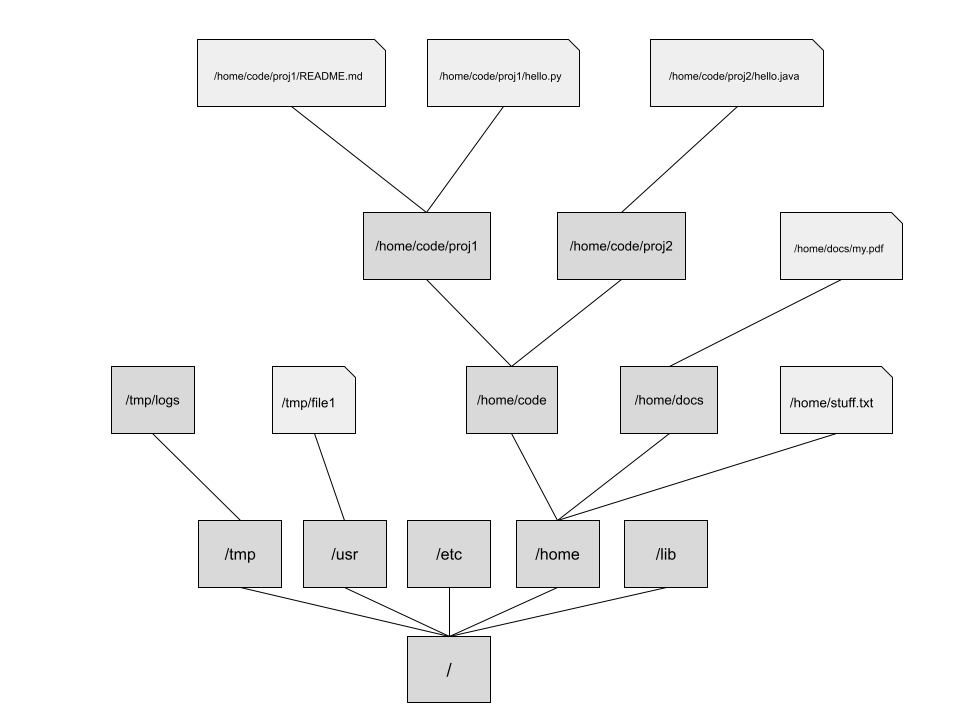 /home/code/proj1/README.md
/home/code/proj1/hello.py
/home/code/proj2/hello.java
/home/code/proj1
/home/code/proj2
/home/docs/my.pdf
/tmp/logs
/tmp/file1
/home/code
/home/docs
/home/stuff.txt
/tmp
/usr
/etc
/home
/lib
/